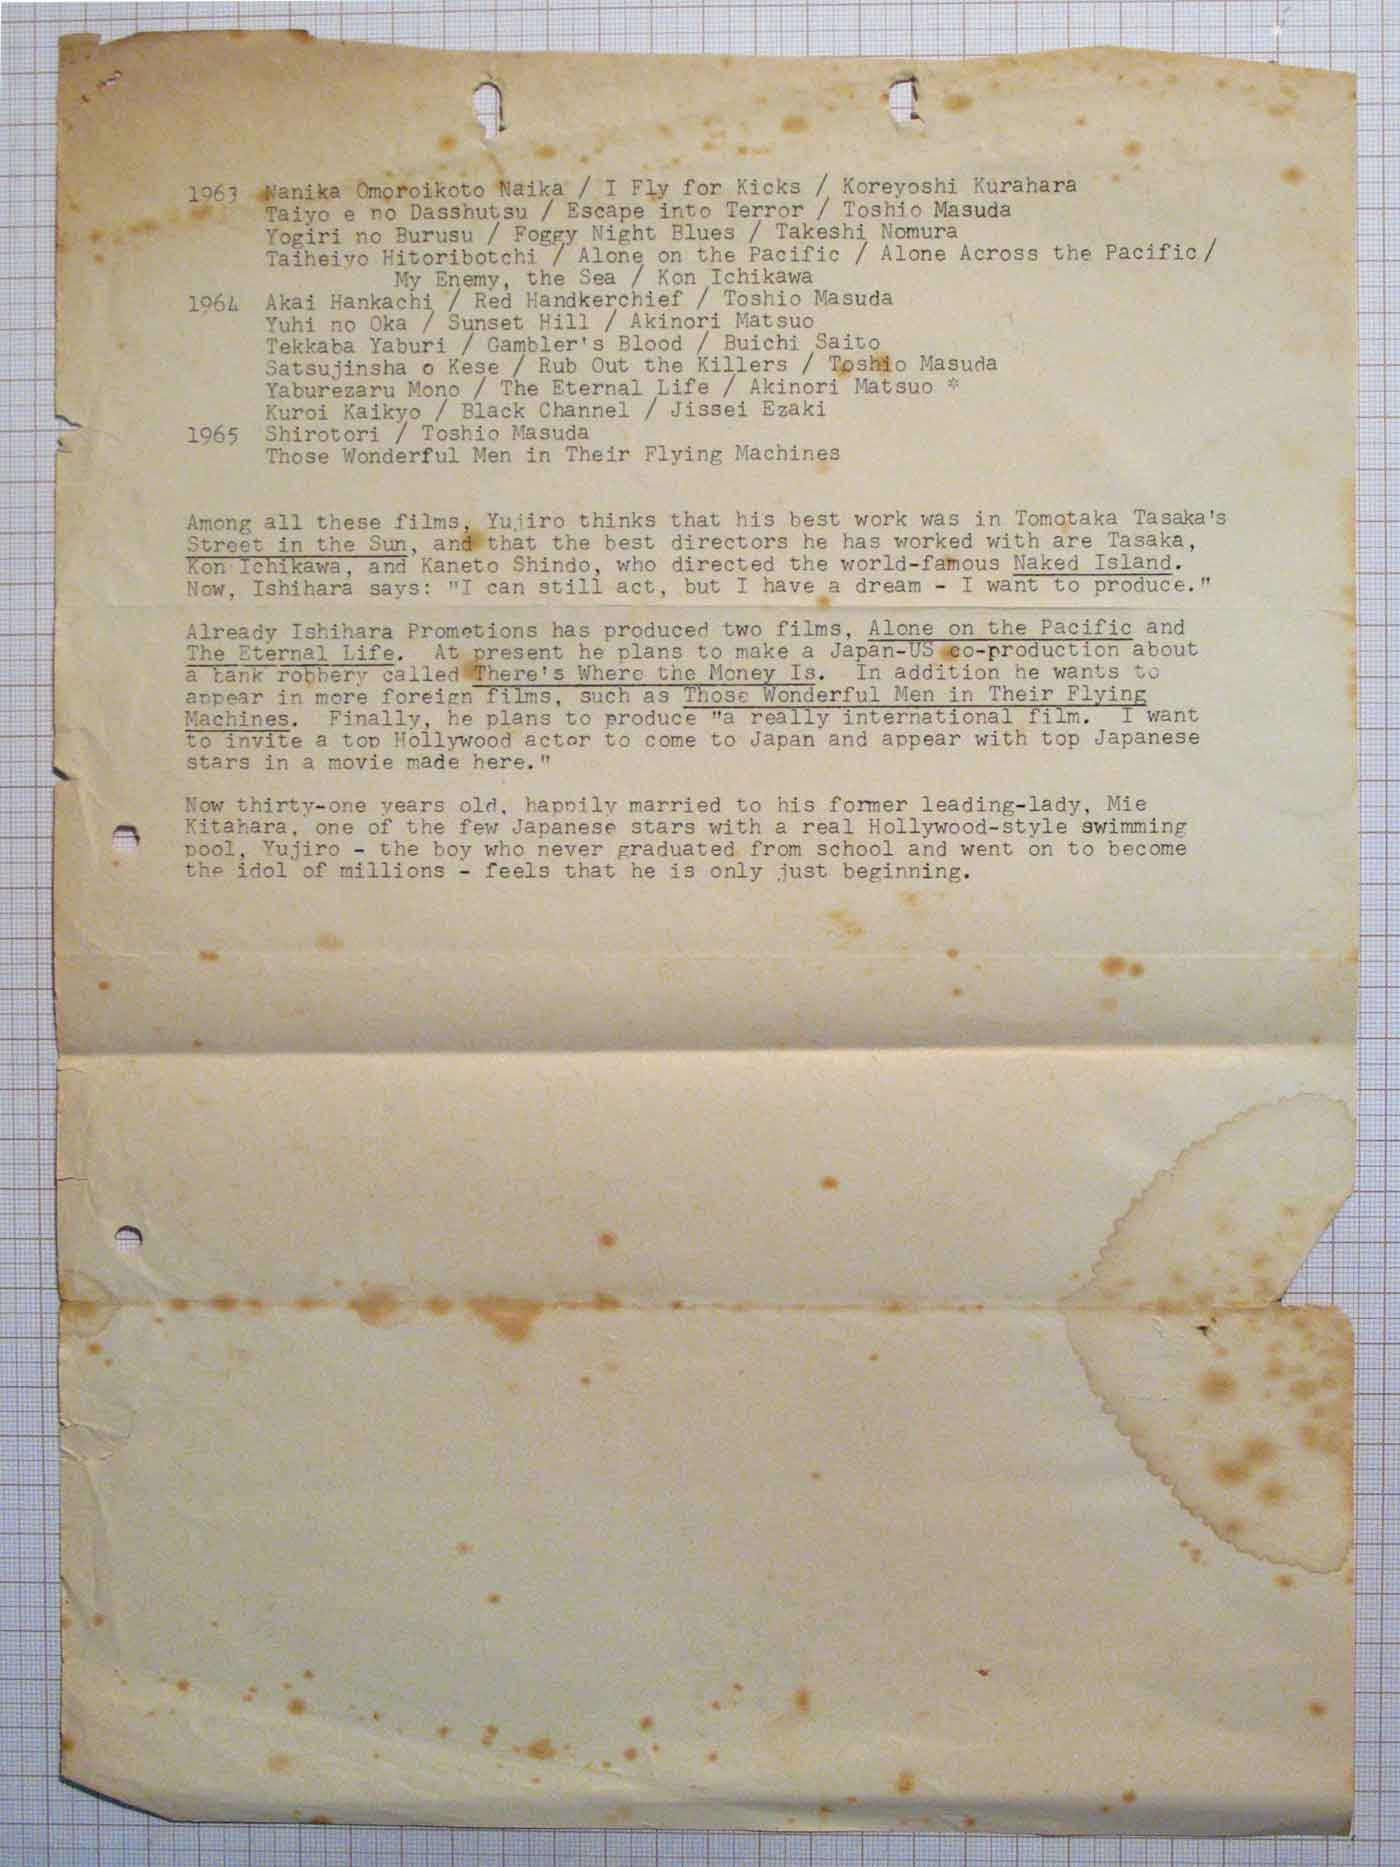 1963 Nanika Omoroikoto Naika / I Fly for Kicks / Koreyoshi Kurahara
Taiyo e no Dasshutsu / Escape into Terror / Toshio Masuda
Yogiri no Burusu / Foggy Night Blues / Takeshi Nomura
Taiheiyo Hitoribotchi / Alone on the Pacific / Alone Across the Pacific /
My Enemy, the Sea / Kon Ichikawa
1964 Akai Hankachi / Red Handkerchief / Toshio Masuda
Yuhi no Oka / Sunset Hill / Akinori Matsuo
Tekkaba Yaburi / Gambler's Blood / Buichi Saito
Satsujinsha o Kese / Rub Out the Killers / Toshio Masuda
Yaburezaru Mono / The Eternal Life / Akinori Matsuo *
Kuroi Kaikyo / Black Channel / Jissei Ezaki
1965 Shirotori / Toshio Masuda
Those Wonderful Men in Their Flying Machines
Among all these films, Yujiro thinks that his best work was in Tomotaka Tasaka's
Street in the Sun, and that the best directors he has worked with are Tasaka,
Kon Ichikawa, and Kaneto Shindo, who directed the world-famous Naked Island.
Now, Ishihara says: "I can still act, but I have a dream - I want to produce."
Already Ishihara Prometions has produced two films, Alone on the Pacific and
The Eternal Life. At present he plans to make a Japan-US co-production about
a bank robbery called There's Where the Money Is. In addition he wants to
appear in more foreign films, such as Those Wonderful Men in Their Flying
Machines. Finally, he plans to produce "a really international film. I want
to invite a top Hollywood actor to come to Japan and appear with top Japanese
stars in a movie made here."
Now thirty-one years old, happily married to his former leading-lady, Mie
Kitahara, one of the few Japanese stars with a real Hollywood-style swimming
pool, Yujiro - the boy who never graduated from school and went on to become
the idol of millions - feels that he is only just beginning.